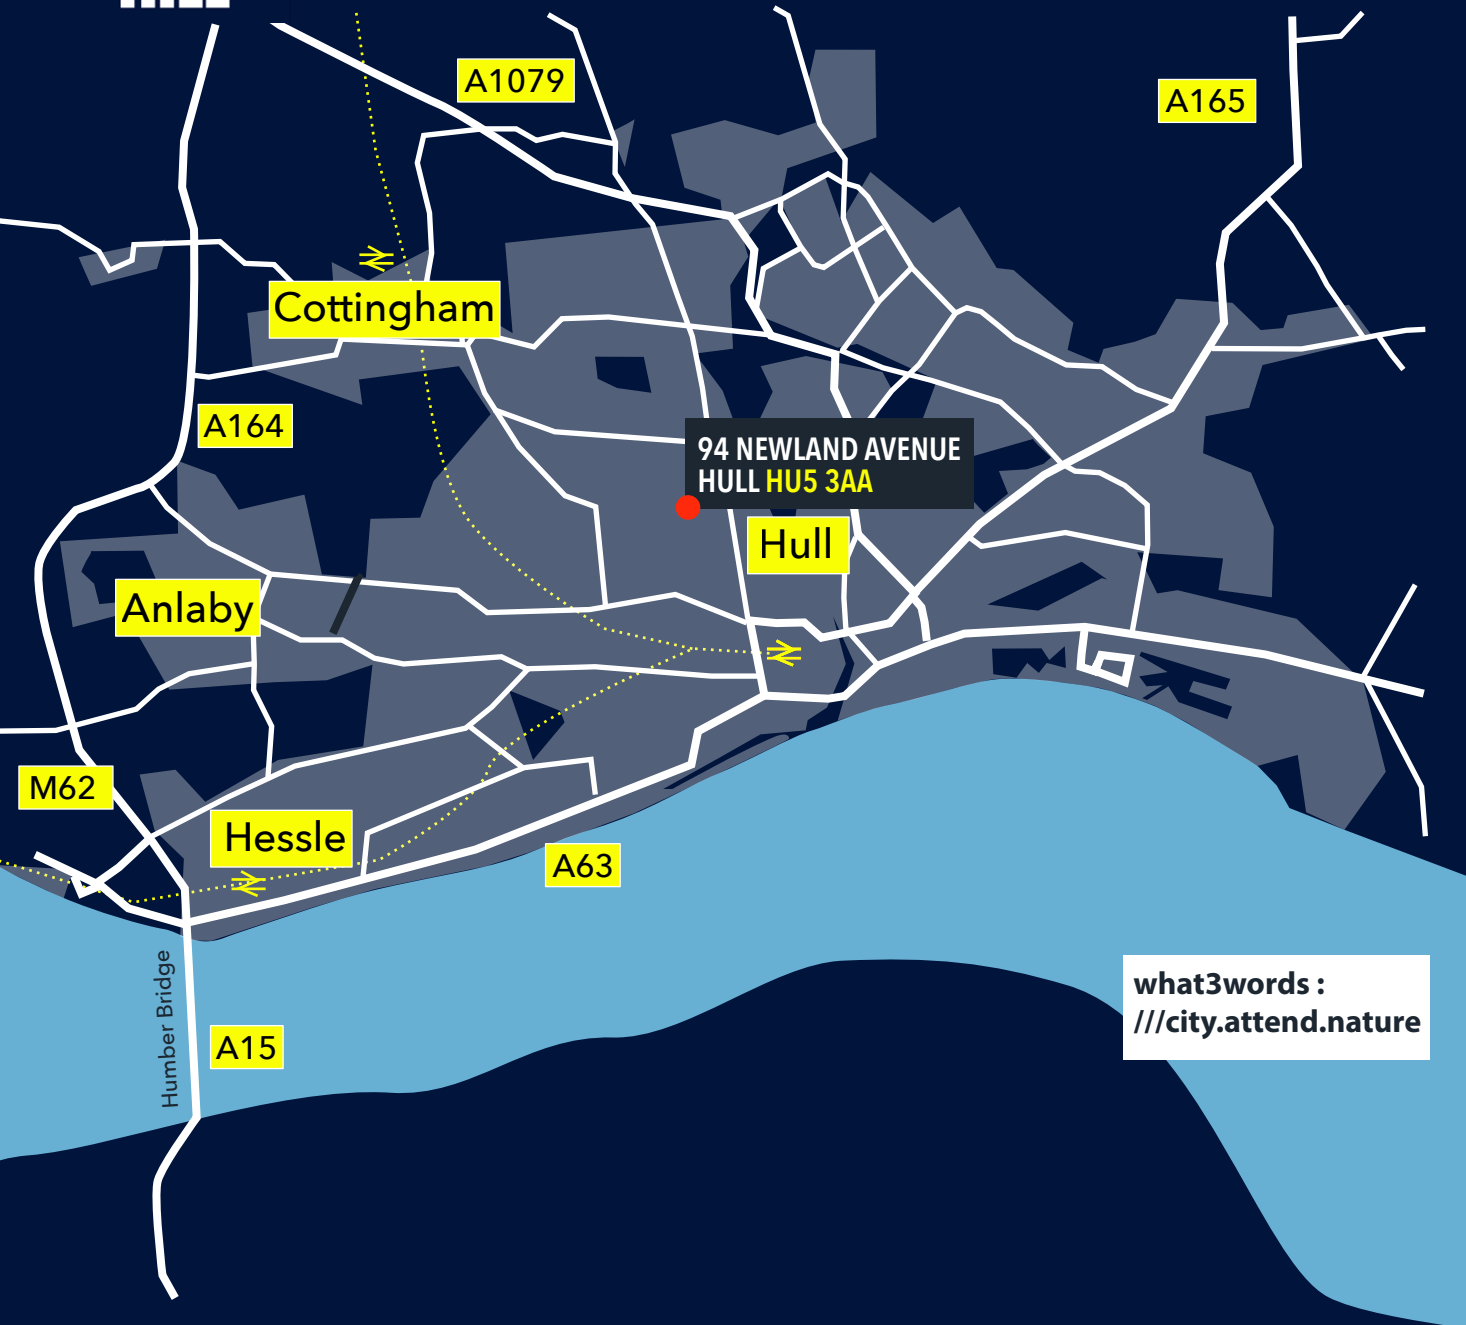 A1079
A165
Cottingham
A164
94 NEWLAND AVENUE
HULL HU5 3AA
Hull
Anlaby
M62
Hessle
A63
Humber Bridge
A15
what3words :
///city.attend.nature